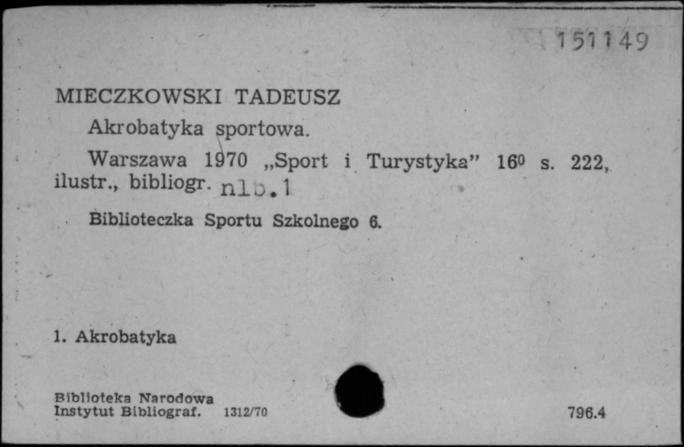 151149
MIECZKOWSKI TADEUSZ
Akrobatyka sportowa.
Warszawa 1970 „Sport i Turystyka” 16⁰ s. 222,
ilustr., bibliogr. nlb.1
Biblioteczka Sportu Szkolnego 6.
1. Akrobatyka
Biblioteka Narodowa
Instytut Bibliograf. 1312/70
796.4